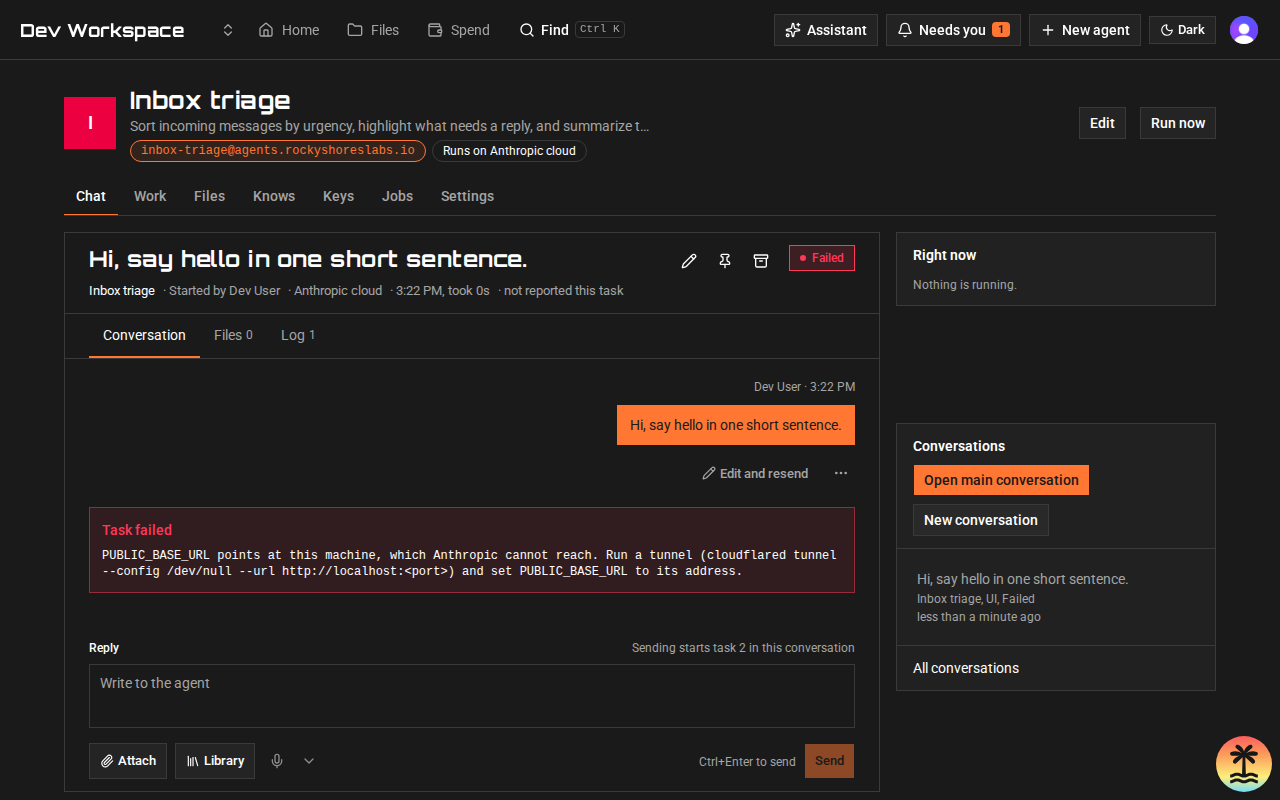 Dev Workspace
Home
Files
Spend
Find Ctrl K
Assistant
Needs you 1
New agent
Dark
I
Inbox triage
Sort incoming messages by urgency, highlight what needs a reply, and summarize t...
inbox-triage@agents.rockyshoreslabs.io
Runs on Anthropic cloud
Edit
Run now
Chat
Work
Files
Knows
Keys
Jobs
Settings
Hi, say hello in one short sentence.
Failed
Inbox triage · Started by Dev User · Anthropic cloud · 3:22 PM, took 0s · not reported this task
Conversation
Files 0
Log 1
Dev User · 3:22 PM
Hi, say hello in one short sentence.
Edit and resend
Task failed
PUBLIC_BASE_URL points at this machine, which Anthropic cannot reach. Run a tunnel (cloudflared tunnel
--config /dev/null --url http://localhost:<port>) and set PUBLIC_BASE_URL to its address.
Reply
Sending starts task 2 in this conversation
Write to the agent
Attach
Library
Ctrl+Enter to send
Send
Right now
Nothing is running.
Conversations
Open main conversation
New conversation
Hi, say hello in one short sentence.
Inbox triage, UI, Failed
less than a minute ago
All conversations